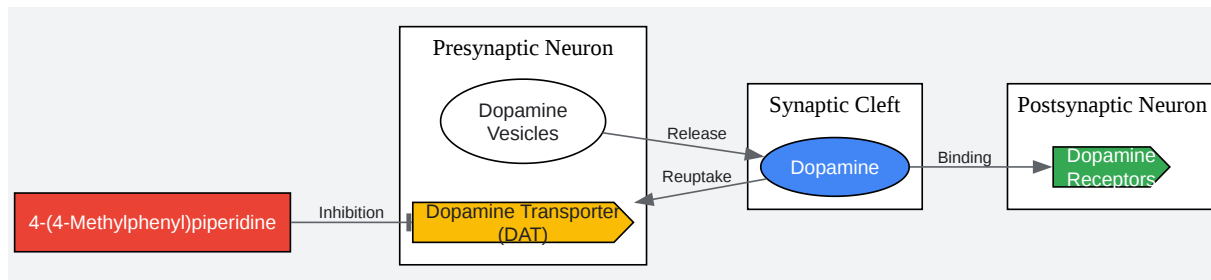 Presynaptic Neuron
Dopamine
Vesicles
Release
Reuptake
Synaptic Cleft
Dopamine
Binding
Postsynaptic Neuron
Dopamine
Receptors
4-(4-Methylphenyl)piperidine
Inhibition
Dopamine Transporter
(DAT)